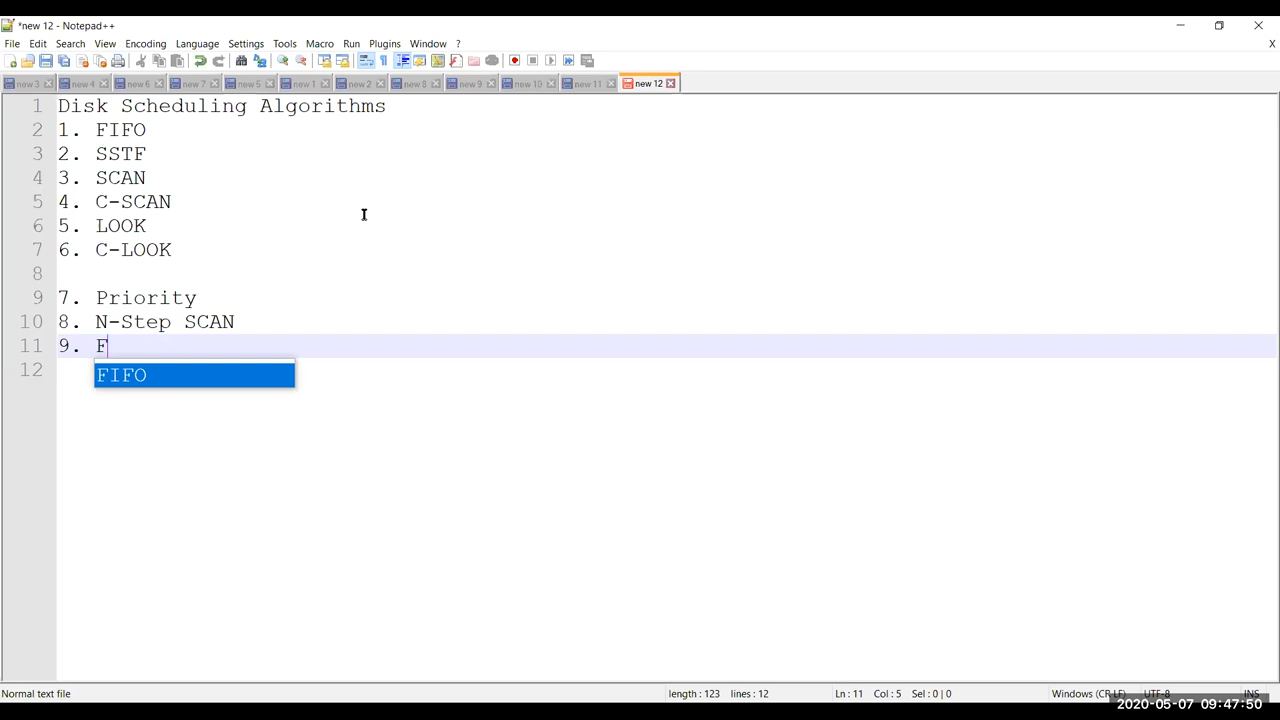 *new 12 - Notepad++
File Edit Search View Encoding Language Settings Tools Macro Run Plugins Window ? X
new 3 new 4 new 6 new 7 new 5 new 1 new 2 new 8 new 9 new 10 new 11 new 12
1 Disk Scheduling Algorithms
2 1. FIFO
3 2. SSTF
4 3. SCAN
5 4. C-SCAN
6 5. LOOK
7 6. C-LOOK
8
9 7. Priority
10 8. N-Step SCAN
11 9. F
12
FIFO
Normal text file length : 123 lines : 12 Ln : 11 Col : 5 Sel : 0 | 0 Windows (CR LF) UTF-8 INS
2020-05-07 09:47:50